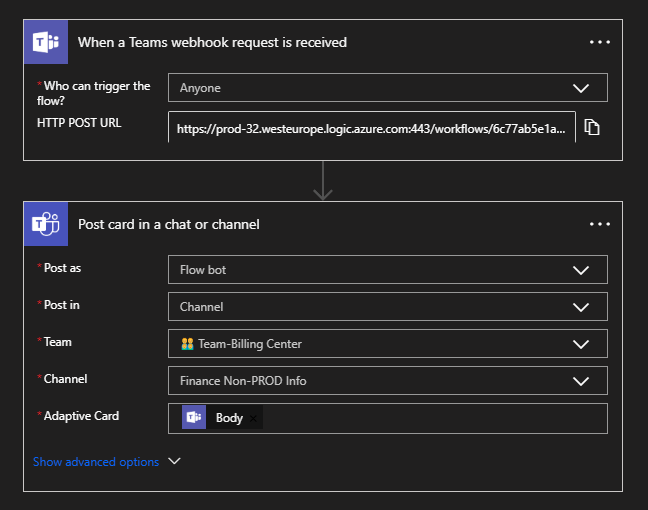 When a Teams webhook request is received
*Who can trigger the
flow?
Anyone
HTTP POST URL
https://prod-32.westeurope.logic.azure.com:443/workflows/6c77ab5e1a...
Post card in a chat or channel
*Post as
Flow bot
*Post in
Channel
*Team
Team-Billing Center
*Channel
Finance Non-PROD Info
*Adaptive Card
Body ×
Show advanced options